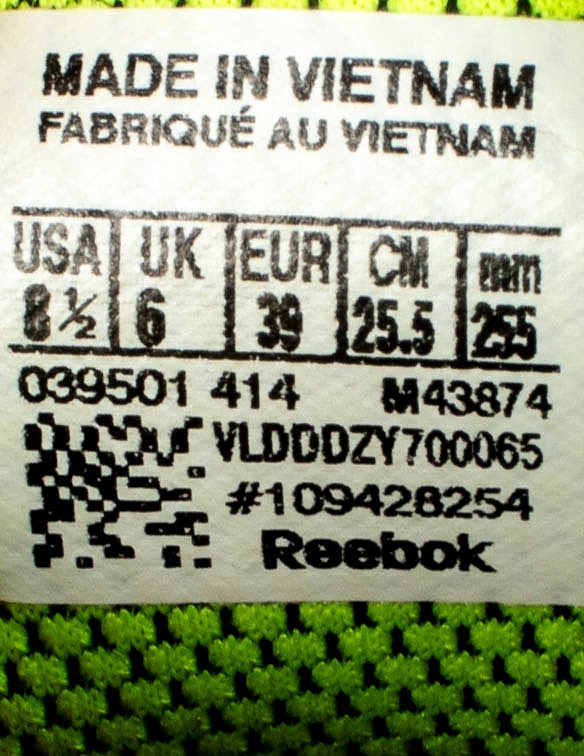 MADE IN VIETNAM
FABRIQUÉ AU VIETNAM
USA UK EUR CM mm
8 ½ 6 39 25.5 255
039501 414 M43874
VLDDDZY700065
#109428254
Reebok